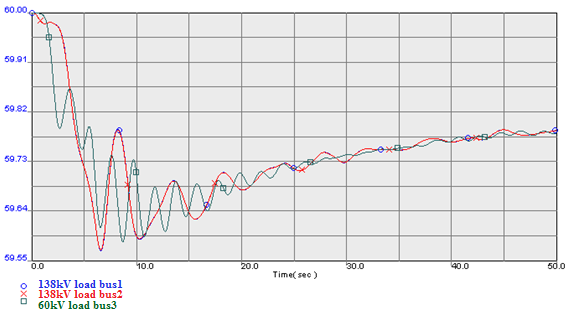 60.00
59.91
59.82
59.73
59.64
59.55
0.0 10.0 20.0 30.0 40.0 50.0
Time( sec )
138kV load bus1
138kV load bus2
60kV load bus3